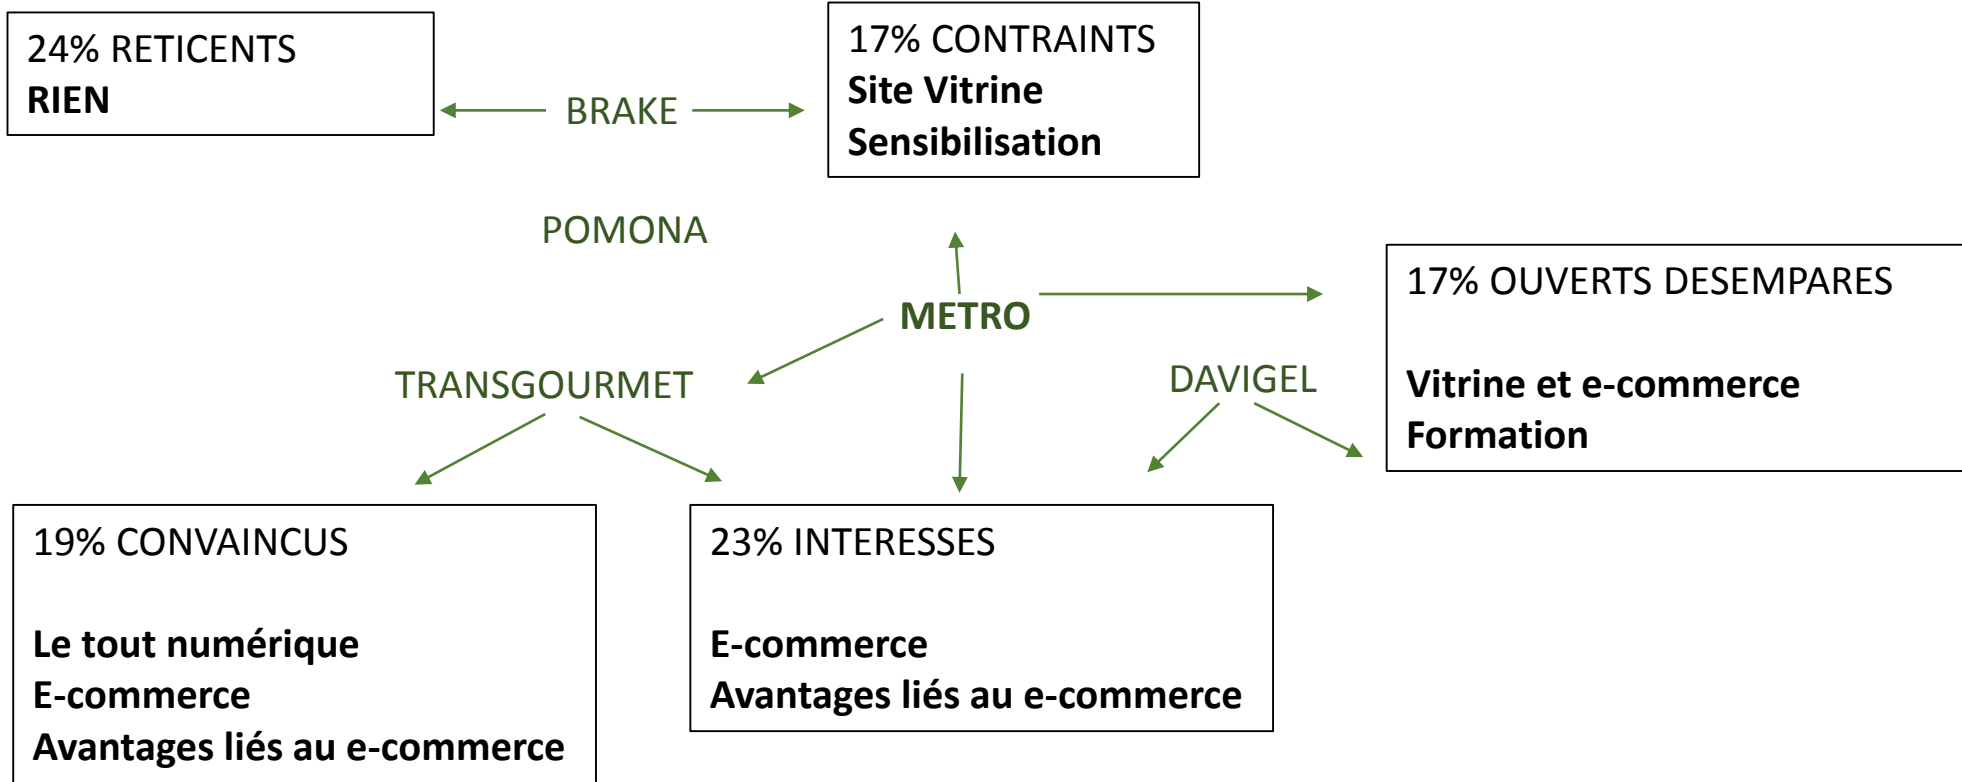 24% RETICENTS
RIEN
BRAKE
17% CONTRAINTS
Site Vitrine
Sensibilisation
POMONA
METRO
17% OUVERTS DESEMPARES
Vitrine et e-commerce
Formation
TRANSGOURMET
DAVIGEL
19% CONVAINCUS
Le tout numérique
E-commerce
Avantages liés au e-commerce
23% INTERESSES
E-commerce
Avantages liés au e-commerce